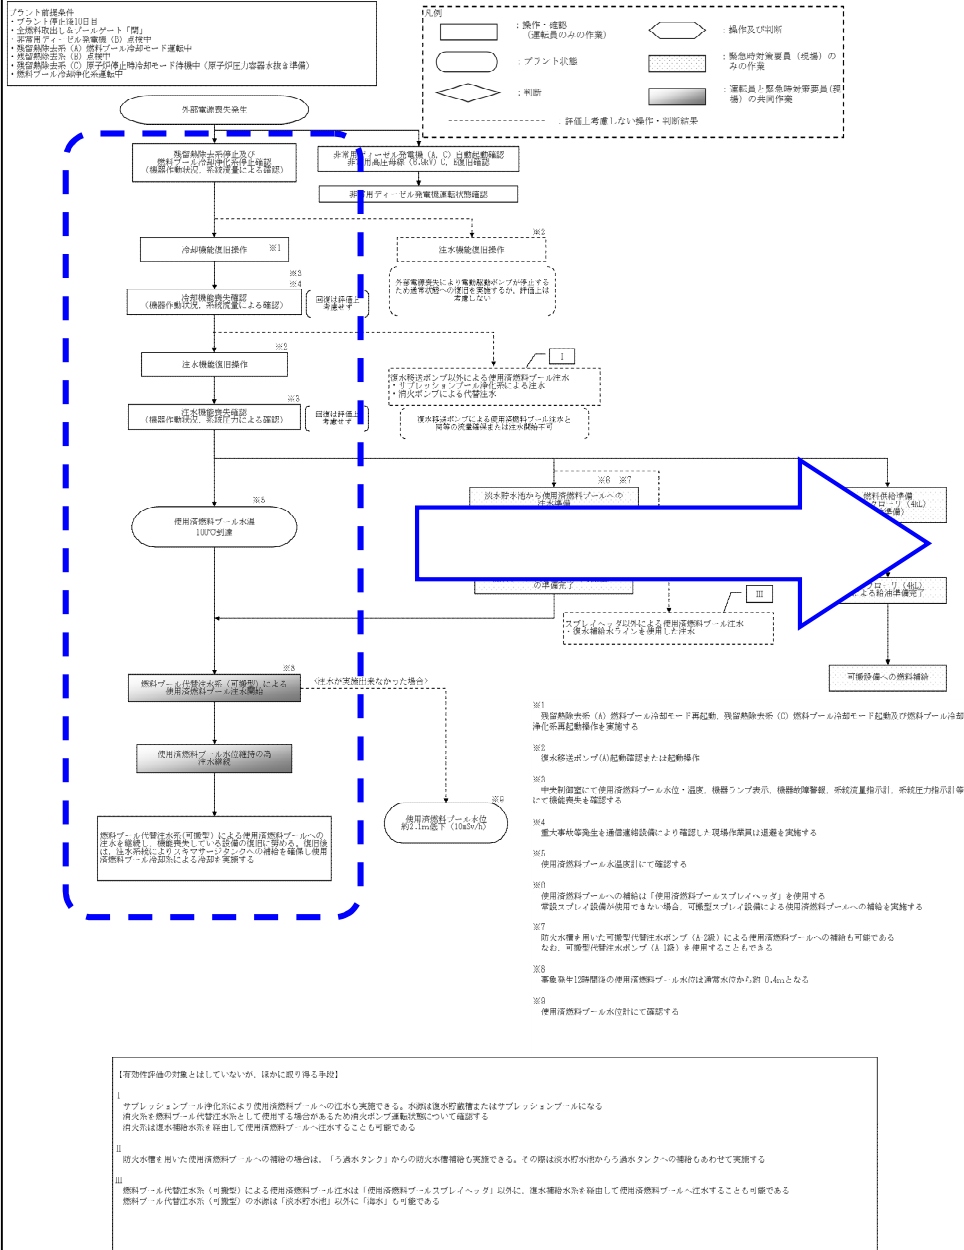 プラント前提条件
・プラント停止後10日目
・全燃料取出し&プールゲート「閉」
・非常用ディーゼル発電機（B）点検中
・残留熱除去系（A）燃料プール冷却モード運転中
・残留熱除去系（B）点検中
・残留熱除去系（C）原子炉停止時冷却モード待機中（原子炉圧力容器水抜き準備）
・燃料プール冷却浄化系運転中
凡例
：操作・確認
（運転員のみの作業）
：操作及び判断
：プラント状態
：緊急時対策要員（現場）の
みの作業
：判断
：運転員と緊急時対策要員(現
場）の共同作業
：評価上考慮しない操作・判断結果
外部電源喪失発生
残留熱除去系停止及び
燃料プール冷却浄化系停止確認
（機器作動状況、系統流量による確認）
非常用ディーゼル発電機（A、C）自動起動確認
非常用高圧母線（6.9kV）C、E復旧確認
非常用ディーゼル発電機運転状態確認
冷却機能復旧操作
※1
※2
注水機能復旧操作
外部電源喪失により電動駆動ポンプが停止する
ため通常状態への復旧を実施するが、評価上は
考慮しない
※3
※4
冷却機能喪失確認
（機器作動状況、系統流量による確認）
回復は評価上
考慮せず
※2
注水機能復旧操作
I
復水移送ポンプ以外による使用済燃料プール注水
・サプレッションプール浄化系による注水
・消火ポンプによる代替注水
※3
注水機能喪失確認
（機器作動状況、系統圧力による確認）
回復は評価上
考慮せず
復水移送ポンプによる使用済燃料プール注水と
同等の流量確保または注水開始不可
※6 ※7
淡水貯水池から使用済燃料プールへの
注水準備
燃料供給準備
クローリ（4kL）
準備）
※5
使用済燃料プール水温
100℃到達
の準備完了
クローリ（4kL）
による給油準備完了
III
スプレイヘッダ以外による使用済燃料プール注水
・復水補給水ラインを使用した注水
※8
燃料プール代替注水系（可搬型）による
使用済燃料プール注水開始
<注水が実施出来なかった場合>
可搬設備への燃料補給
使用済燃料プール水位維持の為
注水継続
※9
使用済燃料プール水位
約2.1m低下（10m3v/h）
燃料プール代替注水系(可搬型）による使用済燃料プールへの
注水を継続し、機能喪失している設備の復旧に努める。復旧後
は、注水系統によりスキマサージタンクへの補給を確保し使用
済燃料プール冷却系による冷却を実施する
※1
残留熱除去系（A）燃料プール冷却モード再起動、残留熱除去系（C）燃料プール冷却モード起動及び燃料プール冷却
浄化系再起動操作を実施する
※2
復水移送ポンプ(A)起動確認または起動操作
※3
中央制御室にて使用済燃料プール水位・温度、機器ランプ表示、機器故障警報、系統流量指示計、系統圧力指示計等
にて機能喪失を確認する
※4
重大事故等発生を通信連絡設備により確認した現場作業員は退避を実施する
※5
使用済燃料プール水温度計にて確認する
※6
使用済燃料プールへの補給は「使用済燃料プールスプレイヘッダ」を使用する
常設スプレイ設備が使用できない場合、可搬型スプレイ設備による使用済燃料プールへの補給を実施する
※7
防火水槽を用いた可搬型代替注水ポンプ（A-2級）による使用済燃料プールへの補給も可能である
なお、可搬型代替注水ポンプ（A-1級）を使用することもできる
※8
事象発生12時間後の使用済燃料プール水位は通常水位から約 0.4mとなる
※9
使用済燃料プール水位計にて確認する
【有効性評価の対象とはしていないが、ほかに取り得る手段】
I
サプレッションプール浄化系により使用済燃料プールへの注水も実施できる。水源は復水貯蔵槽またはサプレッションプールになる
消火系を燃料プール代替注水系として使用する場合があるため消火ポンプ運転状態について確認する
消火系は復水補給水系を経由して使用済燃料プールへ注水することも可能である
II
防火水槽を用いた使用済燃料プールへの補給の場合は、「ろ過水タンク」からの防火水槽補給も実施できる。その際は淡水貯水池からろ過水タンクへの補給もあわせて実施する
III
燃料プール代替注水系（可搬型）による使用済燃料プール注水は「使用済燃料プールスプレイヘッダ」以外に、復水補給水系を経由して使用済燃料プールへ注水することも可能である
燃料プール代替注水系（可搬型）の水源は「淡水貯水池」以外に「海水」も可能である